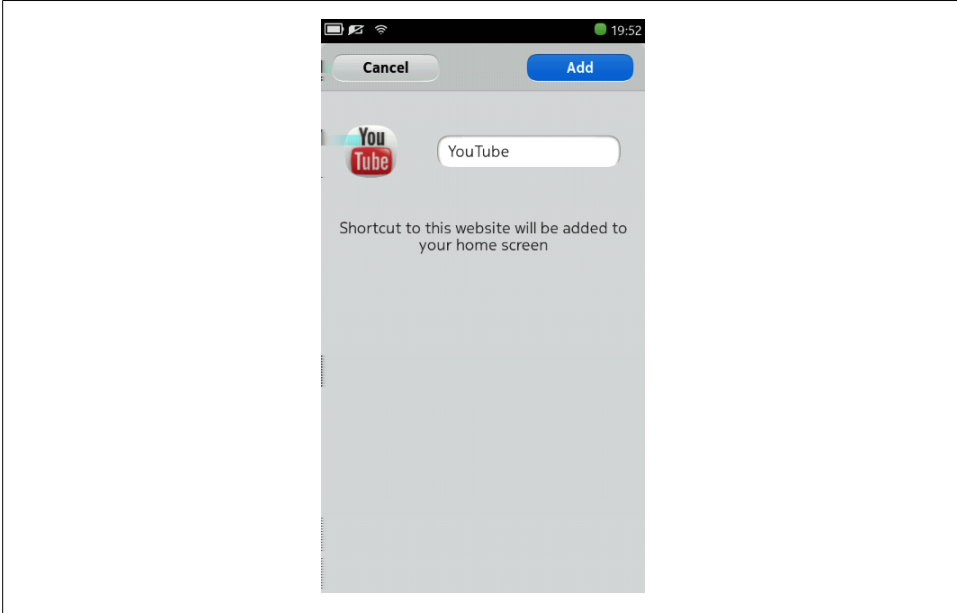 19:52
Cancel
Add
You
Tube
YouTube
Shortcut to this website will be added to
your home screen